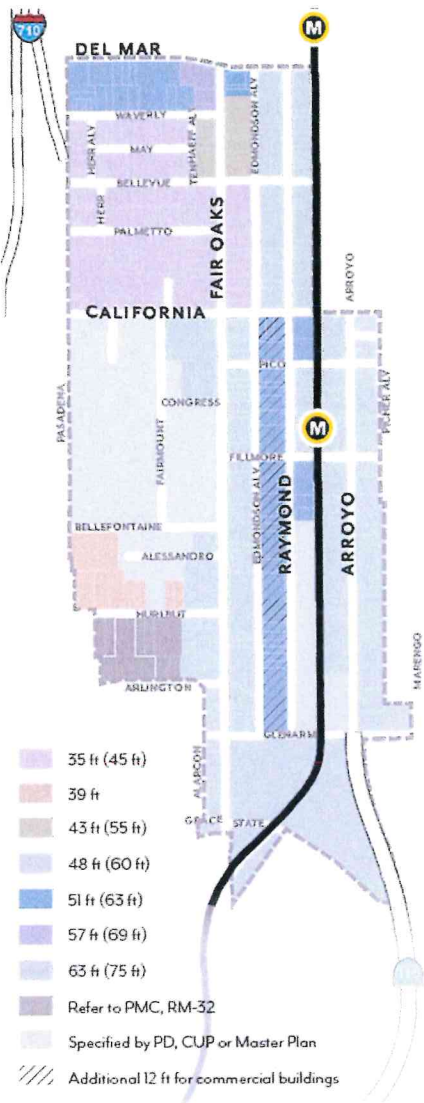 710
M
DEL MAR
WAVERLY
HERR ALY
MAY
TENHAEFF ALY
EDMONDSON ALY
BELLEVUE
HERR
PALMETTO
FAIR OAKS
ARROYO
CALIFORNIA
PICO
PASADENA
CONGRESS
PICHER ALY
M
FAIRMOUNT
FILLMORE
EDMONDSON ALY
RAYMOND
ARROYO
BELLEFONTAINE
ALESSANDRO
HURLBUT
MARENGO
ARLINGTON
GLENARM
ALARCON
GRACE
STATE
35 ft (45 ft)
39 ft
43 ft (55 ft)
48 ft (60 ft)
51 ft (63 ft)
57 ft (69 ft)
63 ft (75 ft)
Refer to PMC, RM-32
Specified by PD, CUP or Master Plan
Additional 12 ft for commercial buildings